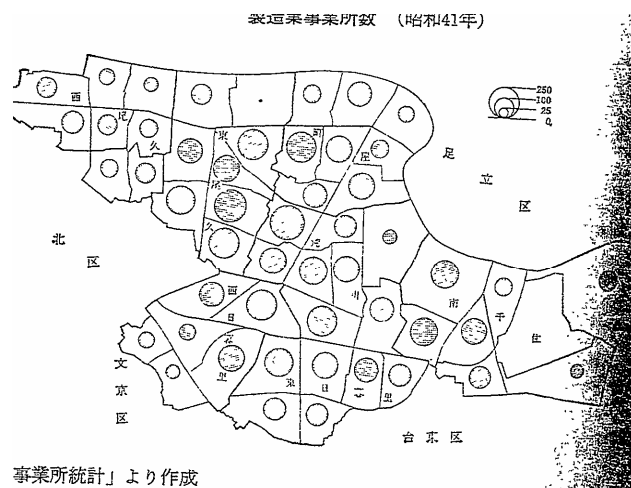 製造業事業所数 (昭和41年)
250
100
25
0
足立区
西尾久
東尾久
町屋
荒川
北区
南千住
西日暮里
東日暮里
文京区
台東区
事業所統計」より作成